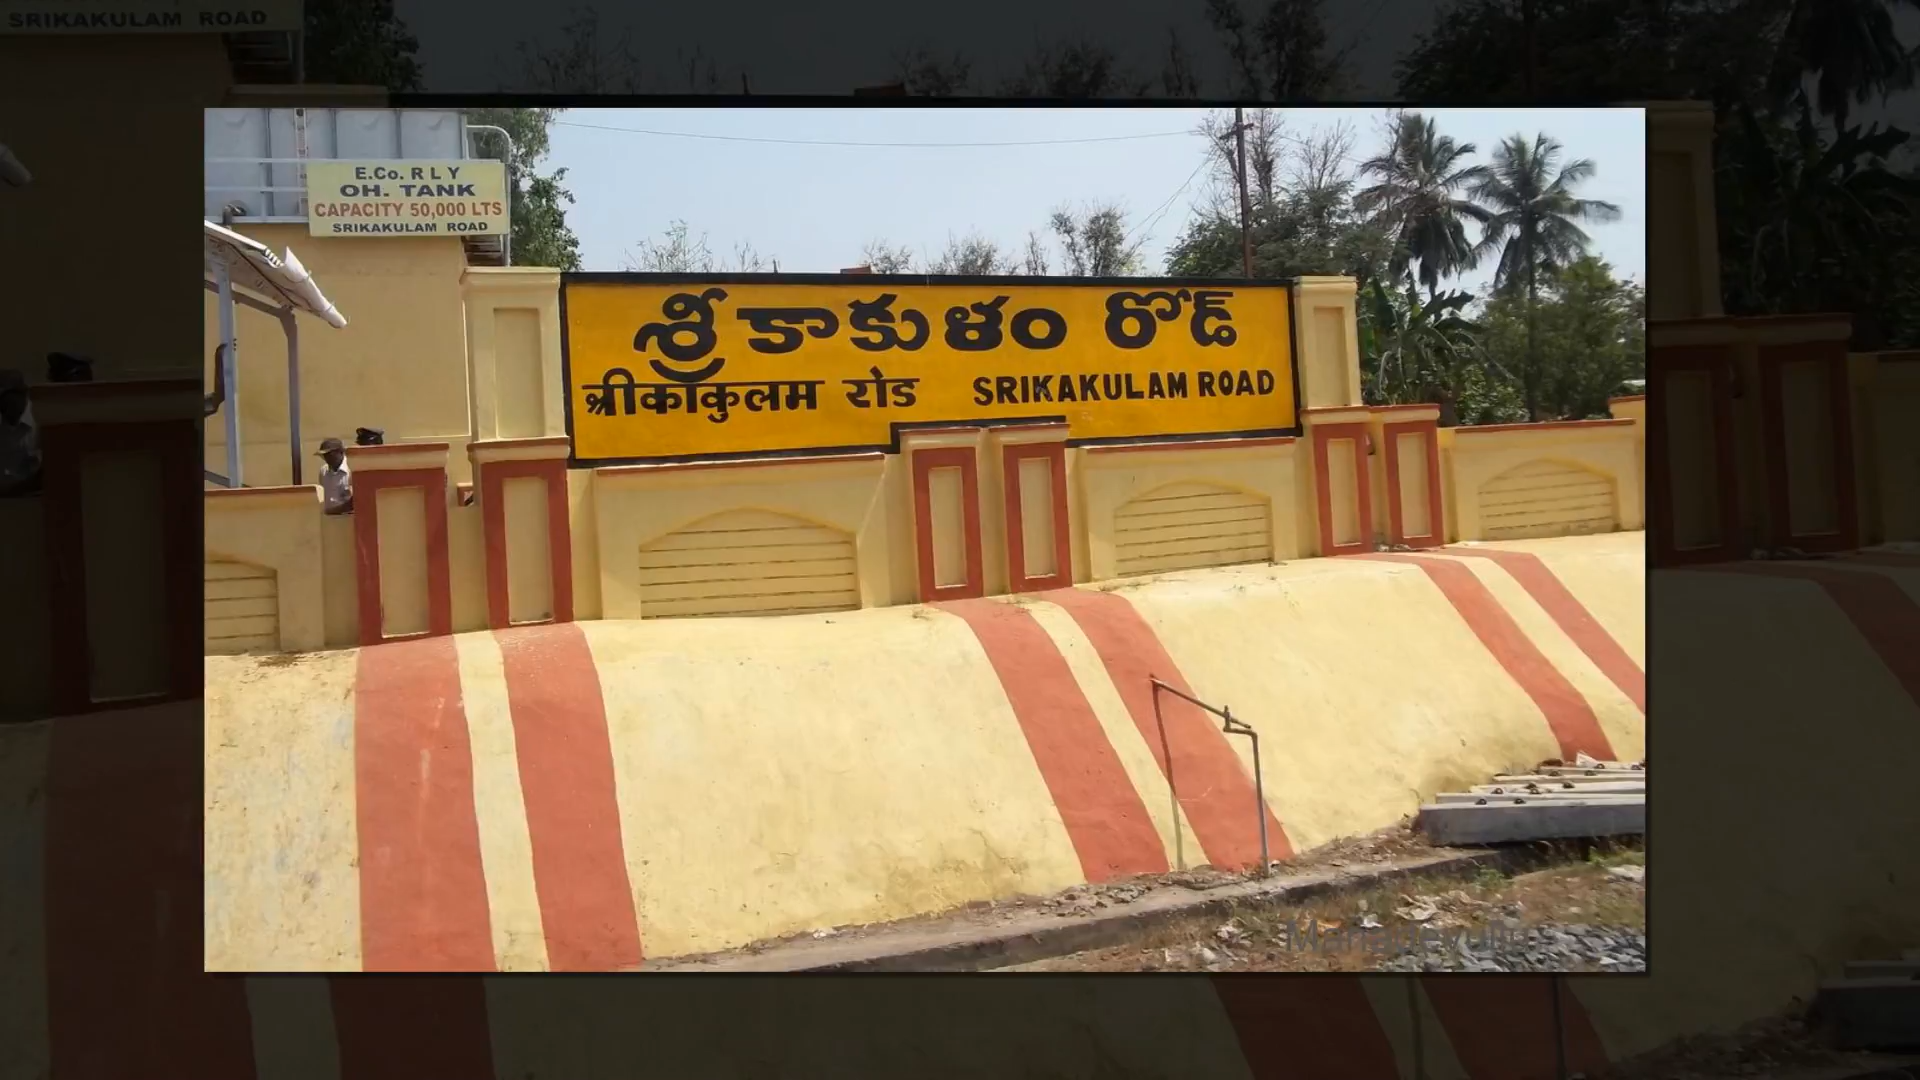 SRIKAKULAM ROAD
E.Co. R L Y
OH. TANK
CAPACITY 50,000 LTS
SRIKAKULAM ROAD
శ్రీకాకుళం రోడ్
श्रीकाकुलम रोड SRIKAKULAM ROAD